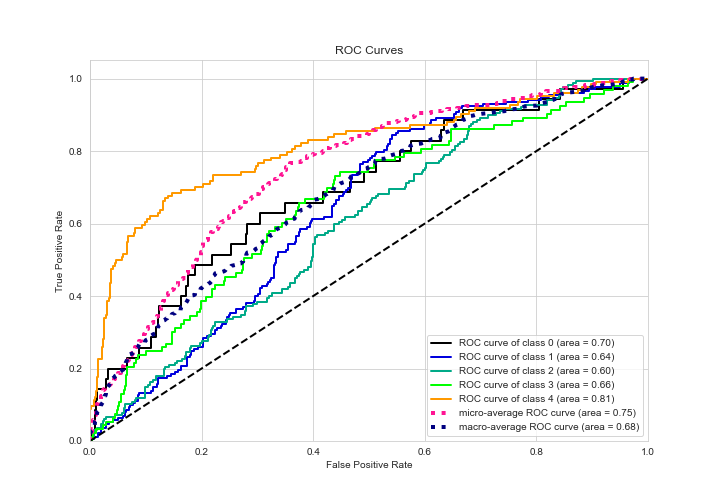 ROC Curves
1.0
0.8
0.6
0.4
0.2
0.0
True Positive Rate
0.0 0.2 0.4 0.6 0.8 1.0
False Positive Rate
ROC curve of class 0 (area = 0.70)
ROC curve of class 1 (area = 0.64)
ROC curve of class 2 (area = 0.60)
ROC curve of class 3 (area = 0.66)
ROC curve of class 4 (area = 0.81)
micro-average ROC curve (area = 0.75)
macro-average ROC curve (area = 0.68)